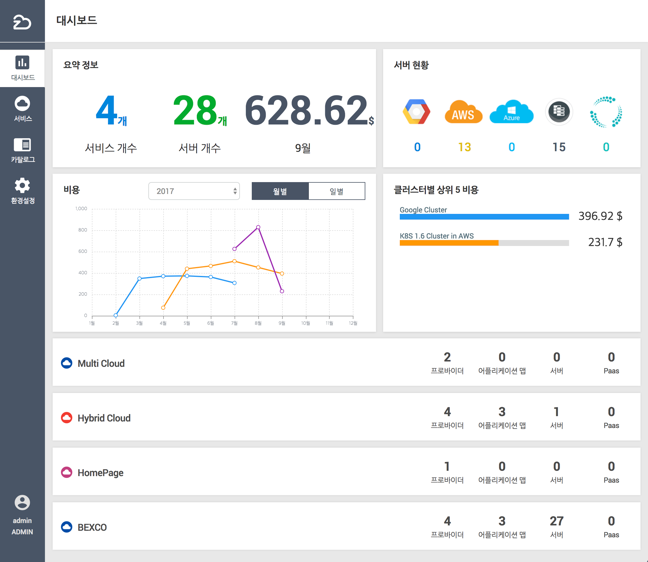 대시보드
대시보드
서비스
카달로그
환경설정
admin
ADMIN
요약 정보
4개
28개
628.62$
서비스 개수
서버 개수
9월
서버 현황
AWS
Azure
0
13
0
15
0
비용
2017
월별
일별
1,000
800
600
400
200
0
1월 2월 3월 4월 5월 6월 7월 8월 9월 10월 11월 12월
클러스터별 상위 5 비용
Google Cluster
396.92 $
KBS 1.6 Cluster in AWS
231.7 $
Multi Cloud
2 0 0 0
프로바이더 어플리케이션 맵 서버 Paas
Hybrid Cloud
4 3 1 0
프로바이더 어플리케이션 맵 서버 Paas
HomePage
1 0 0 0
프로바이더 어플리케이션 맵 서버 Paas
BEXCO
4 3 27 0
프로바이더 어플리케이션 맵 서버 Paas